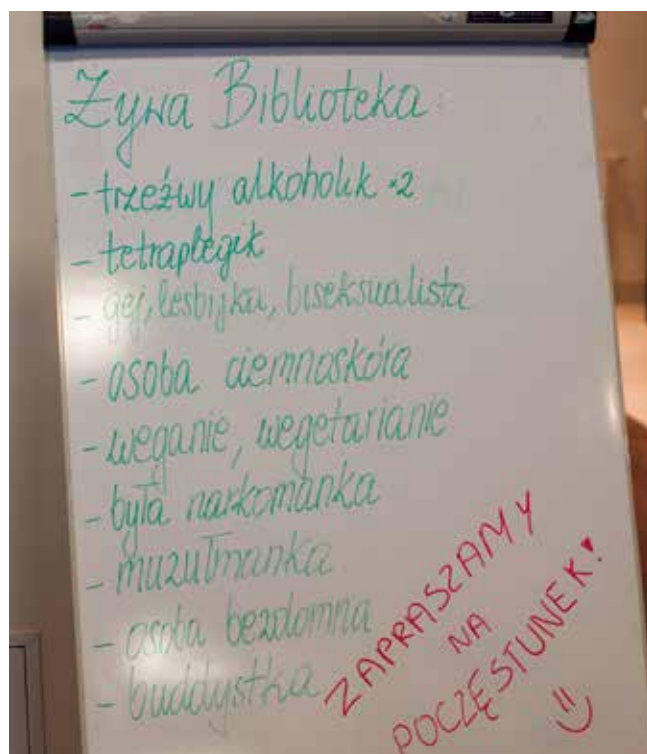 Żywa Biblioteka:
- trzeźwy alkoholik ×2
- tetraplegik
- gej, lesbijka, biseksualista
- osoba ciemnoskóra
- weganie, wegetarianie
- była narkomanka
- muzułmanka
- osoba bezdomna
- buddystka
ZAPRASZAMY
NA
POCZĘSTUNEK!